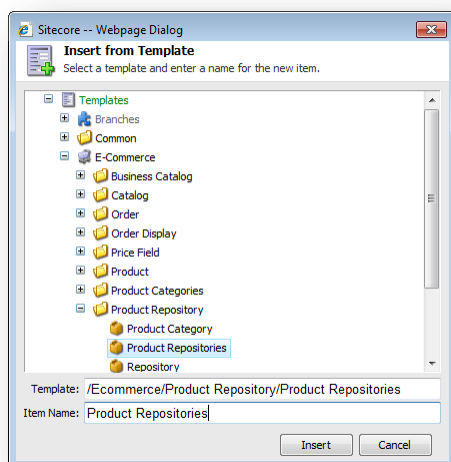 Sitecore -- Webpage Dialog
Insert from Template
Select a template and enter a name for the new item.
Templates
Branches
Common
E-Commerce
Business Catalog
Catalog
Order
Order Display
Price Field
Product
Product Categories
Product Repository
Product Category
Product Repositories
Repository
Template: /Ecommerce/Product Repository/Product Repositories
Item Name: Product Repositories
Insert Cancel